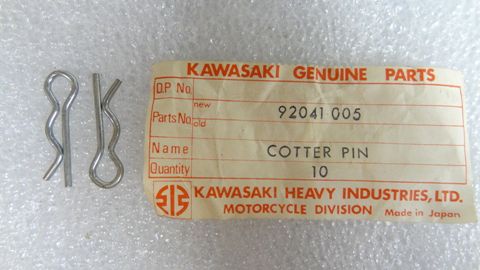 KAWASAKI GENUINE PARTS
D.P No.
new
Parts No. 92041 005
old
Name COTTER PIN
Quantity 10
KAWASAKI HEAVY INDUSTRIES, LTD.
MOTORCYCLE DIVISION Made in Japan